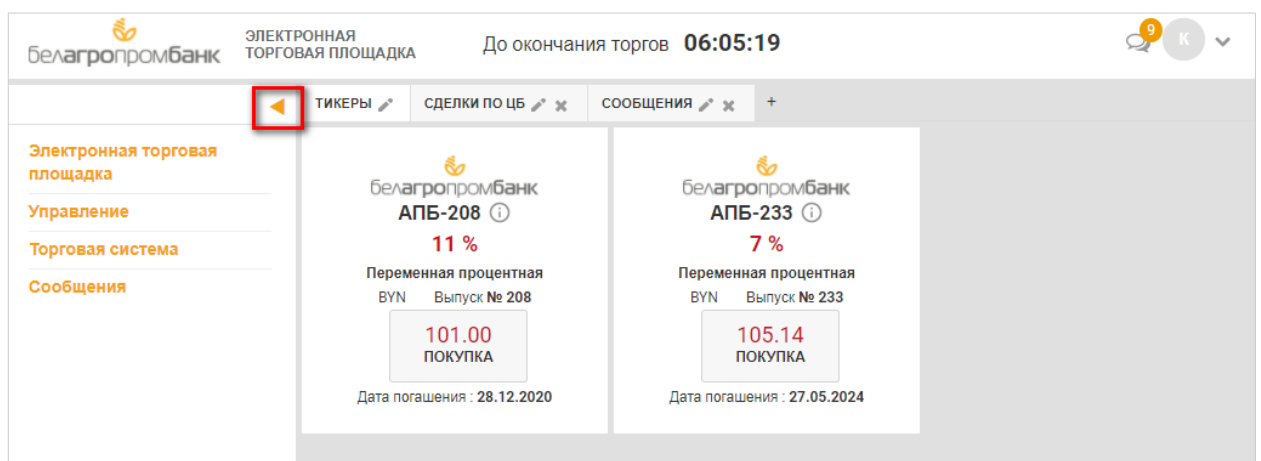 белагропромбанк
ЭЛЕКТРОННАЯ
ТОРГОВАЯ ПЛОЩАДКА
До окончания торгов 06:05:19
9
К
ТИКЕРЫ
СДЕЛКИ ПО ЦБ
СООБЩЕНИЯ
+
Электронная торговая
площадка
Управление
Торговая система
Сообщения
белагропромбанк
АПБ-208
11 %
Переменная процентная
BYN Выпуск № 208
101.00
ПОКУПКА
Дата погашения : 28.12.2020
белагропромбанк
АПБ-233
7 %
Переменная процентная
BYN Выпуск № 233
105.14
ПОКУПКА
Дата погашения : 27.05.2024